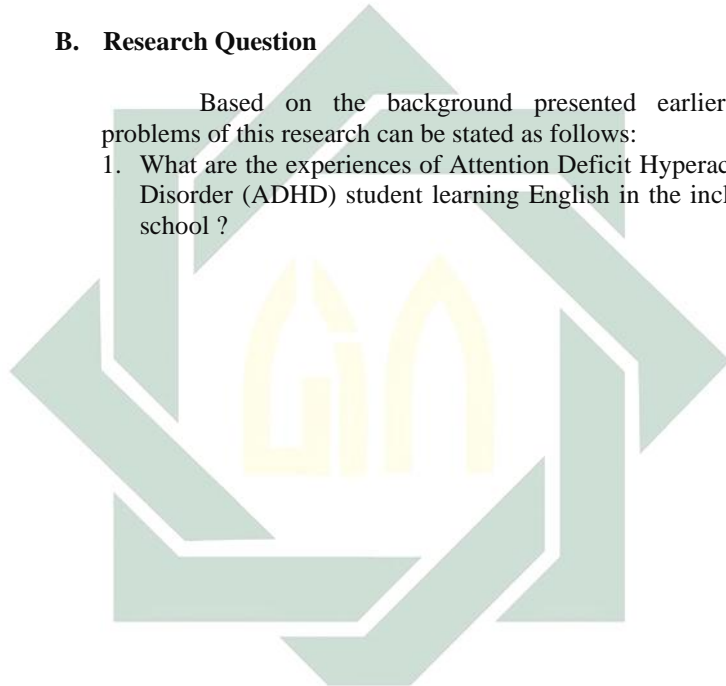 B. Research Question
Based on the background presented earlier
problems of this research can be stated as follows:
1. What are the experiences of Attention Deficit Hyperac
Disorder (ADHD) student learning English in the incl
school ?